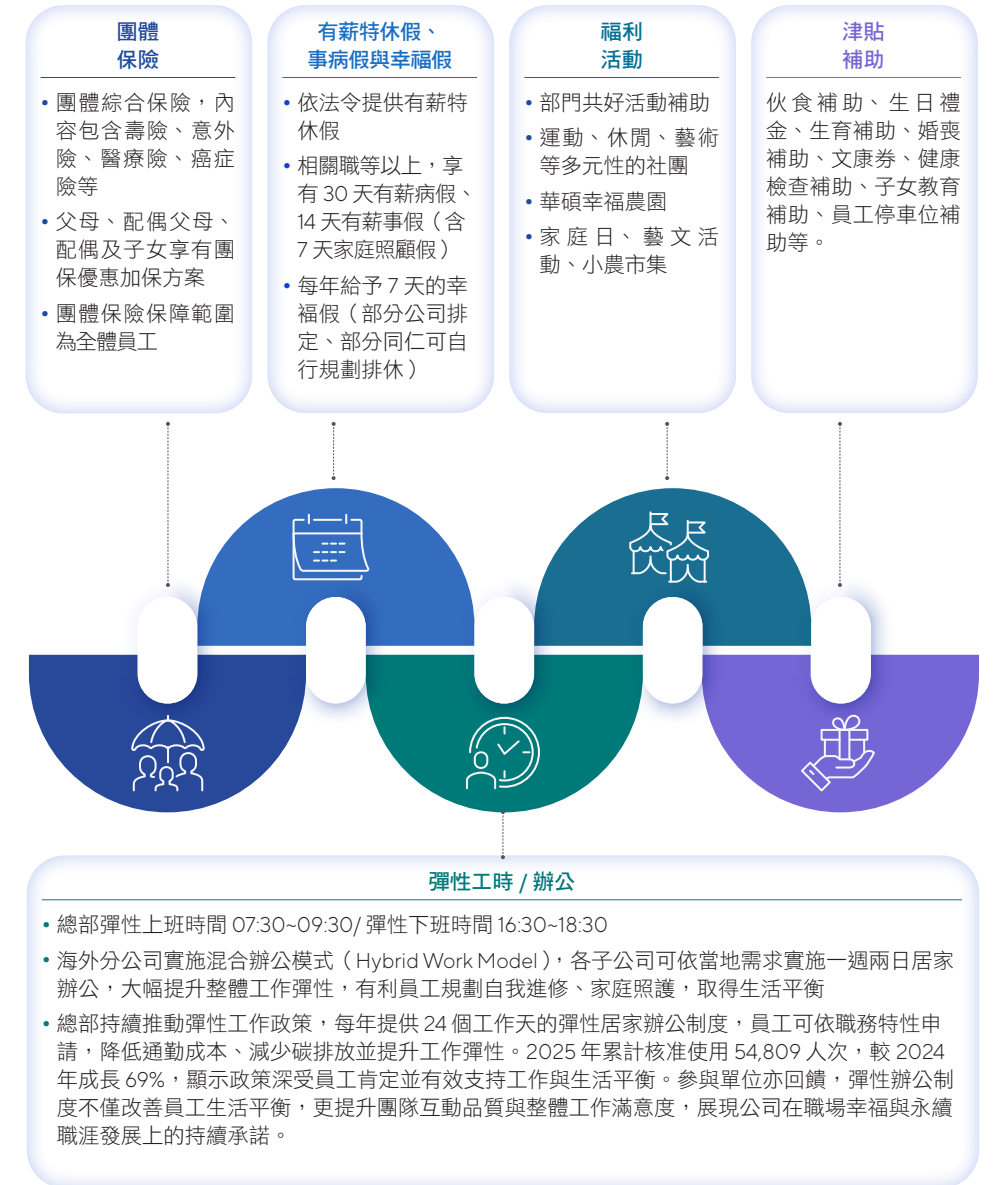 團體
保險
• 團體綜合保險，內
容包含壽險、意外
險、醫療險、癌症
險等
• 父母、配偶父母、
配偶及子女享有團
保優惠加保方案
• 團體保險保障範圍
為全體員工
有薪特休假、
事病假與幸福假
• 依法令提供有薪特
休假
• 相關職等以上，享
有 30 天有薪病假、
14 天有薪事假（含
7 天家庭照顧假）
• 每年給予 7 天的幸
福假（部分公司排
定、部分同仁可自
行規劃排休）
福利
活動
• 部門共好活動補助
• 運動、休閒、藝術
等多元性的社團
• 華碩幸福農園
• 家庭日、藝文活
動、小農市集
津貼
補助
伙食補助、生日禮
金、生育補助、婚喪
補助、文康券、健康
檢查補助、子女教育
補助、員工停車位補
助等。
彈性工時 / 辦公
• 總部彈性上班時間 07:30~09:30/ 彈性下班時間 16:30~18:30
• 海外分公司實施混合辦公模式（Hybrid Work Model），各子公司可依當地需求實施一週兩日居家
辦公，大幅提升整體工作彈性，有利員工規劃自我進修、家庭照護，取得生活平衡
• 總部持續推動彈性工作政策，每年提供 24 個工作天的彈性居家辦公制度，員工可依職務特性申
請，降低通勤成本、減少碳排放並提升工作彈性。2025 年累計核准使用 54,809 人次，較 2024
年成長 69%，顯示政策深受員工肯定並有效支持工作與生活平衡。參與單位亦回饋，彈性辦公制
度不僅改善員工生活平衡，更提升團隊互動品質與整體工作滿意度，展現公司在職場幸福與永續
職涯發展上的持續承諾。